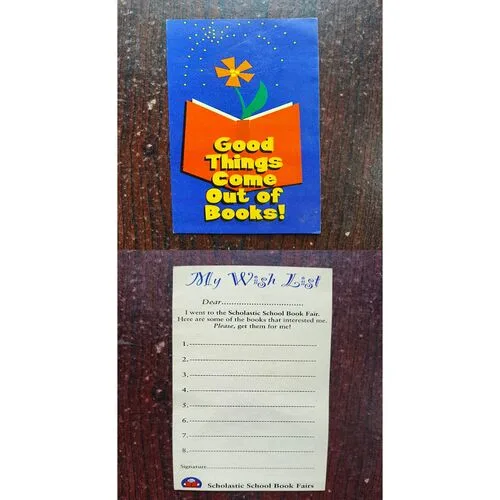 Good
Things
Come
Out of
Books!
My Wish List
Dear..............................
I went to the Scholastic School Book Fair.
Here are some of the books that interested me.
Please, get them for me!
1.
2.
3.
4.
5.
6.
7.
8.
Signature
Scholastic School Book Fairs